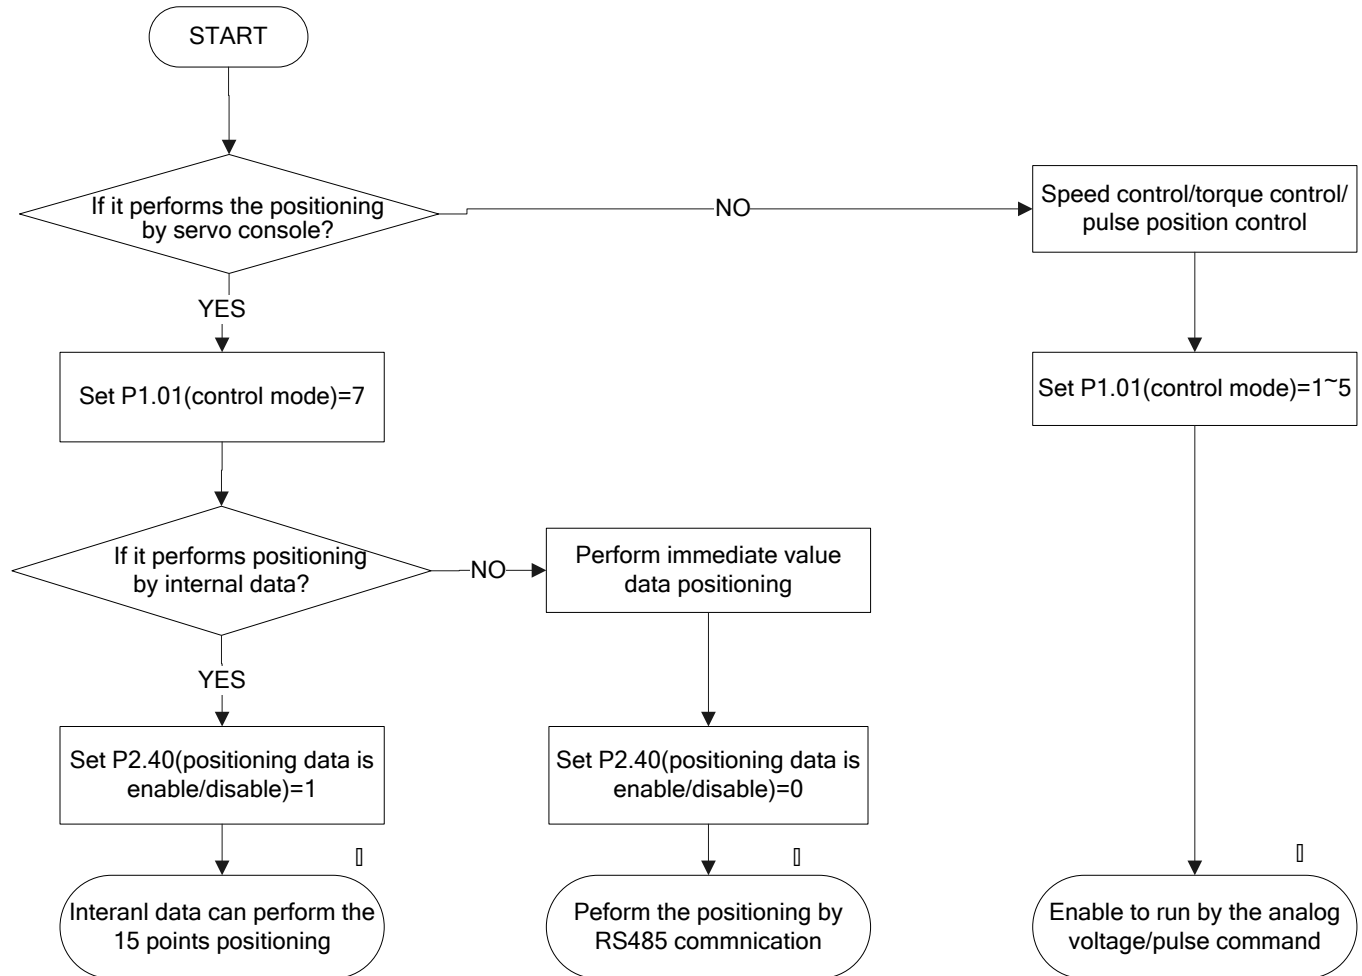 START
If it performs the positioning
by servo console?
NO
Speed control/torque control/
pulse position control
YES
Set P1.01(control mode)=7
Set P1.01(control mode)=1~5
If it performs positioning
by internal data?
NO
Perform immediate value
data positioning
YES
Set P2.40(positioning data is
enable/disable)=1
Set P2.40(positioning data is
enable/disable)=0
Interanl data can perform the
15 points positioning
Peform the positioning by
RS485 commnication
Enable to run by the analog
voltage/pulse command